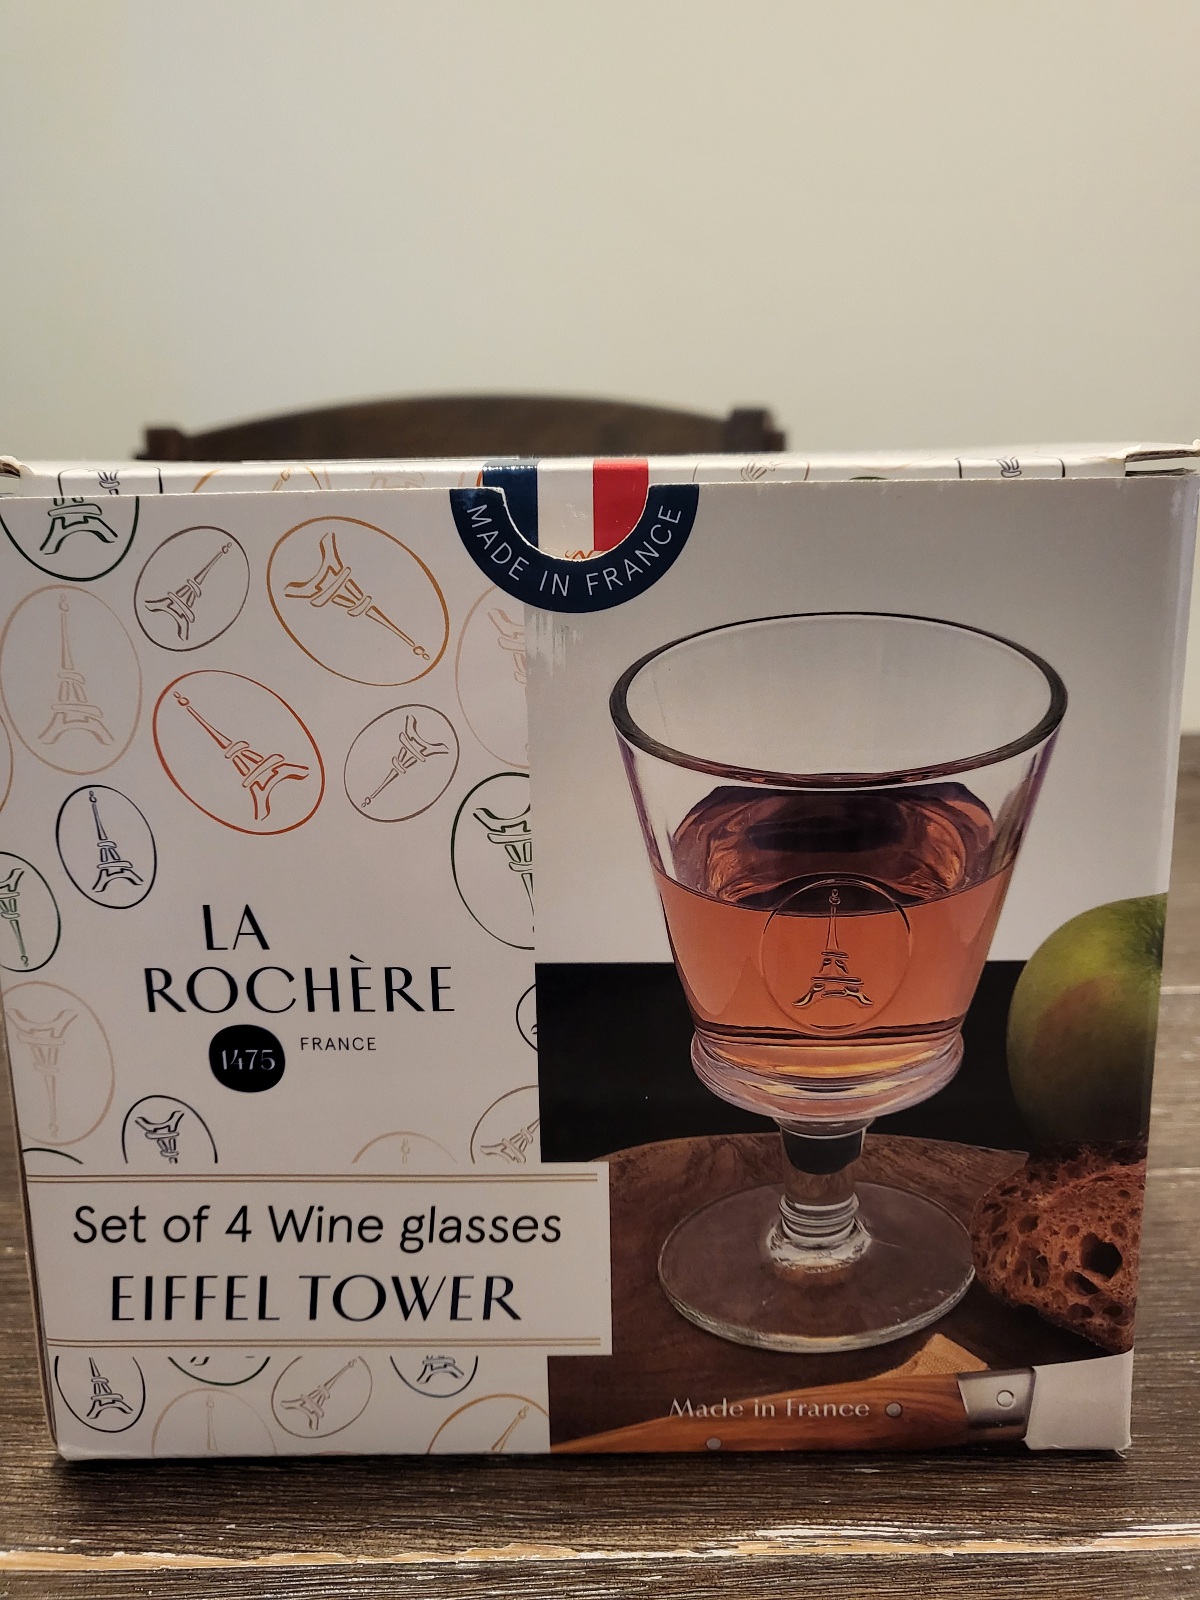 MADE IN FRANCE
LA
ROCHÈRE
1475 FRANCE
Set of 4 Wine glasses
EIFFEL TOWER
Made in France